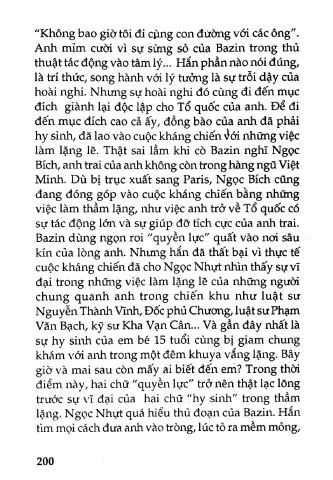 “Không bao giờ tôi đi cùng con đường với các ông”.
Anh mỉm cười vì sự sừng sỏ của Bazin trong thủ
thuật tác động vào tâm lý... Hắn phần nào nói đúng,
là trí thức, song hành với lý tưởng là sự trỗi dậy của
hoài nghi. Nhưng sự hoài nghi đó cùng đi đến mục
đích giành lại độc lập cho Tổ quốc của anh. Để đi
đến mục đích cao cả ấy, đồng bào của anh đã phải
hy sinh, đã lao vào cuộc kháng chiến với những việc
làm lặng lẽ. Thật sai lầm khi cò Bazin nghĩ Ngọc
Bích, anh trai của anh không còn trong hàng ngũ Việt
Minh. Dù bị trục xuất sang Paris, Ngọc Bích cũng
đang đóng góp vào cuộc kháng chiến bằng những
việc làm thầm lặng, như việc anh trở về Tổ quốc có
sự tác động lớn và sự giúp đỡ tích cực của anh trai.
Bazin dùng ngọn roi “quyền lực” quất vào nơi sâu
kín của lòng anh. Nhưng hắn đã thất bại vì thực tế
cuộc kháng chiến đã cho Ngọc Nhựt nhìn thấy sự vĩ
đại trong những việc làm lặng lẽ của những người
chung quanh anh trong chiến khu như luật sư
Nguyễn Thành Vĩnh, Đốc phủ Chương, luật sư Phạm
Văn Bạch, kỹ sư Kha Vạn Cân... Và gần đây nhất là
sự hy sinh của em bé 15 tuổi cùng bị giam chung
khám với anh trong một đêm khuya vắng lặng. Bây
giờ và mai sau còn mấy ai biết đến em? Trong thời
điểm này, hai chữ “quyền lực” trở nên thật lạc lõng
trước sự vĩ đại của hai chữ “hy sinh” trong thầm
lặng. Ngọc Nhựt quá hiểu thủ đoạn của Bazin. Hắn
tìm mọi cách đưa anh vào tròng, lúc tỏ ra mềm mỏng,
200